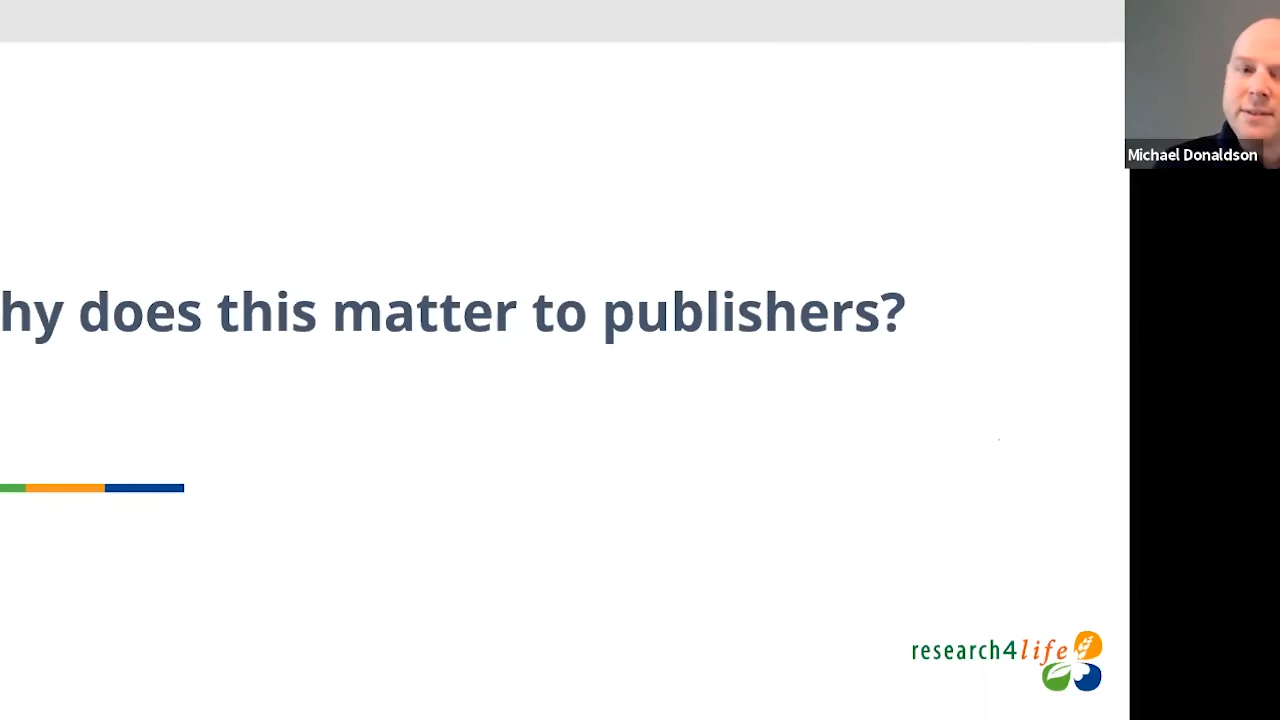 Michael Donaldson
hy does this matter to publishers?
research4life